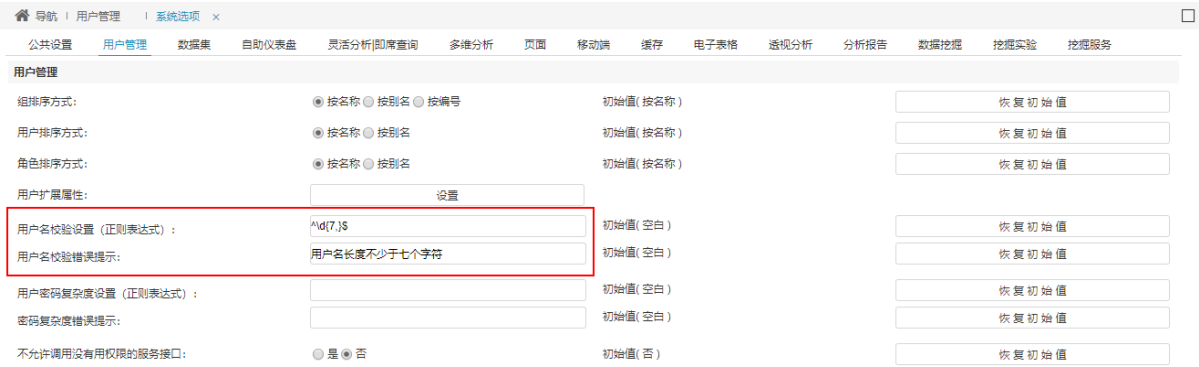 导航 用户管理 系统选项 ×
公共设置 用户管理 数据集 自助仪表盘 灵活分析|即席查询 多维分析 页面 移动端 缓存 电子表格 透视分析 分析报告 数据挖掘 挖掘实验 挖掘服务
用户管理
组排序方式: 按名称 按别名 按编号 初始值( 按名称 ) 恢复初始值
用户排序方式: 按名称 按别名 初始值( 按名称 ) 恢复初始值
角色排序方式: 按名称 按别名 初始值( 按名称 ) 恢复初始值
用户扩展属性: 设置
用户名校验设置（正则表达式）: ^\d{7,}$ 初始值( 空白 ) 恢复初始值
用户名校验错误提示: 用户名长度不少于七个字符 初始值( 空白 ) 恢复初始值
用户密码复杂度设置（正则表达式）: 初始值( 空白 ) 恢复初始值
密码复杂度错误提示: 初始值( 空白 ) 恢复初始值
不允许调用没有用权限的服务接口: 是 否 初始值( 否 ) 恢复初始值